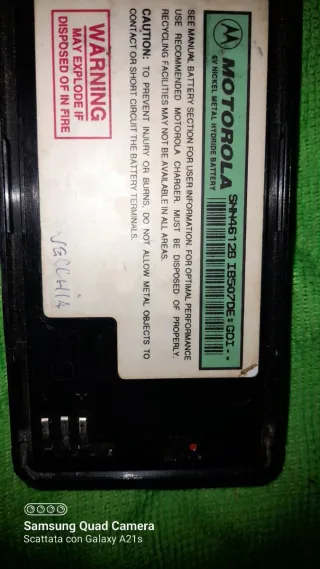 MOTOROLA SNN4612B IB507DE:GDI..
6V NICKEL METAL HYDRIDE BATTERY
SEE MANUAL BATTERY SECTION FOR USER INFORMATION. FOR OPTIMAL PERFORMANCE
USE RECOMMENDED MOTOROLA CHARGER. MUST BE DISPOSED OF PROPERLY.
RECYCLING FACILITIES MAY NOT BE AVAILABLE IN ALL AREAS.
CAUTION: TO PREVENT INJURY OR BURNS, DO NOT ALLOW METAL OBJECTS TO
CONTACT OR SHORT CIRCUIT THE BATTERY TERMINALS.
WARNING
MAY EXPLODE IF
DISPOSED OF IN FIRE
VECCHIA
Samsung Quad Camera
Scattata con Galaxy A21s